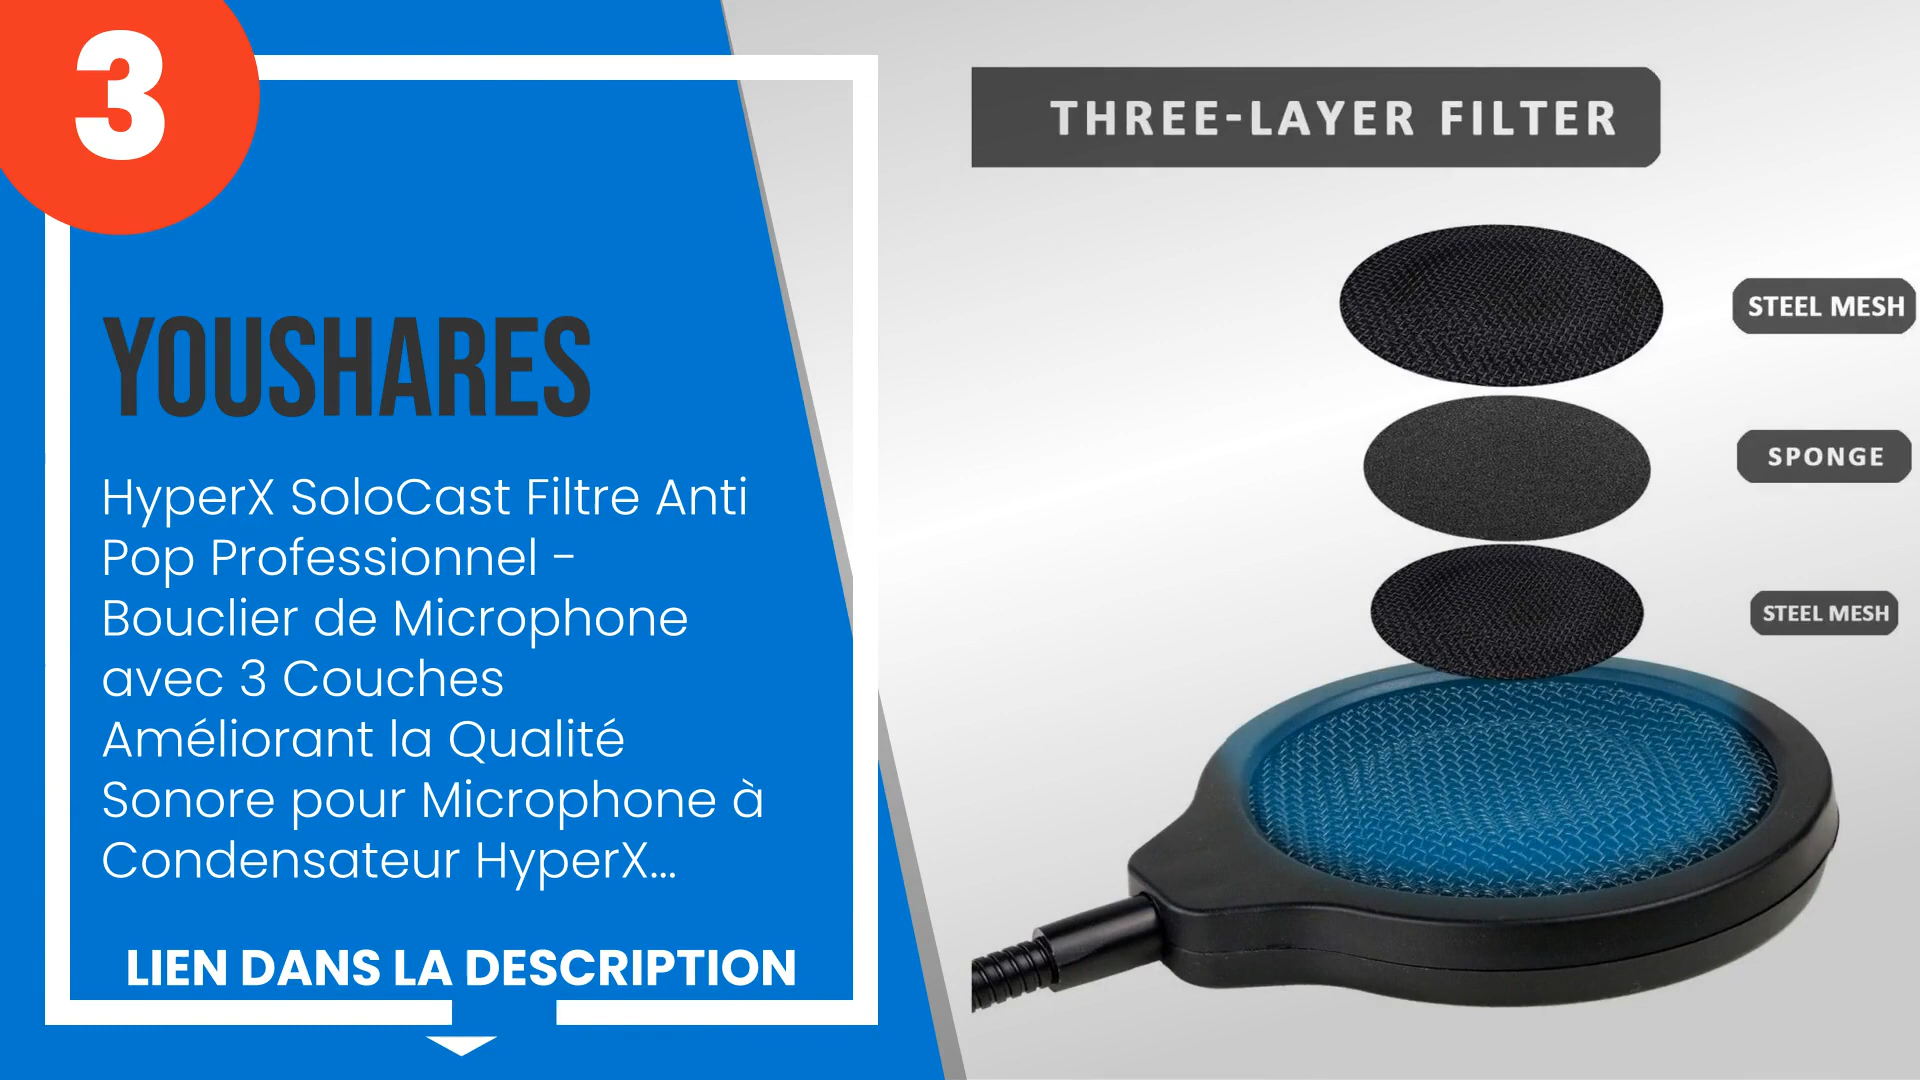 3
YOUSHARES
HyperX SoloCast Filtre Anti
Pop Professionnel -
Bouclier de Microphone
avec 3 Couches
Améliorant la Qualité
Sonore pour Microphone à
Condensateur HyperX...
LIEN DANS LA DESCRIPTION
THREE-LAYER FILTER
STEEL MESH
SPONGE
STEEL MESH